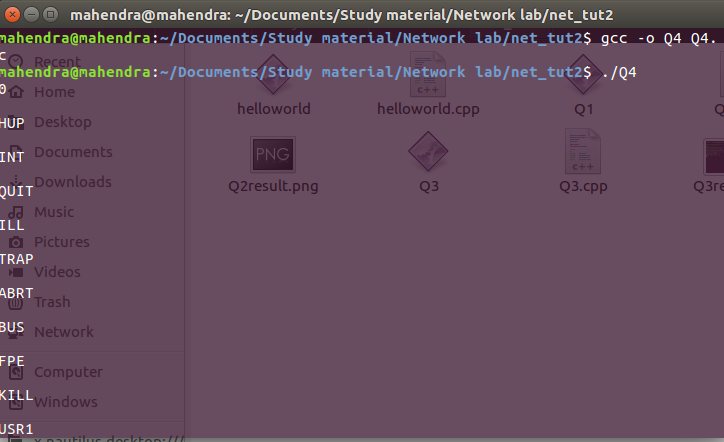 mahendra@mahendra: ~/Documents/Study material/Network lab/net_tut2
mahendra@mahendra:~/Documents/Study material/Network lab/net_tut2$ gcc -o Q4 Q4.
c
mahendra@mahendra:~/Documents/Study material/Network lab/net_tut2$ ./Q4
0
HUP
INT
QUIT
ILL
TRAP
ABRT
BUS
FPE
KILL
USR1
Recent
Home
Desktop
Documents
Downloads
Music
Pictures
Videos
Trash
Network
Computer
Windows
x-nautilus-desktop:///
helloworld
helloworld.cpp
Q1
C++
PNG
C++
Q2result.png
Q3
Q3.cpp
Q3re